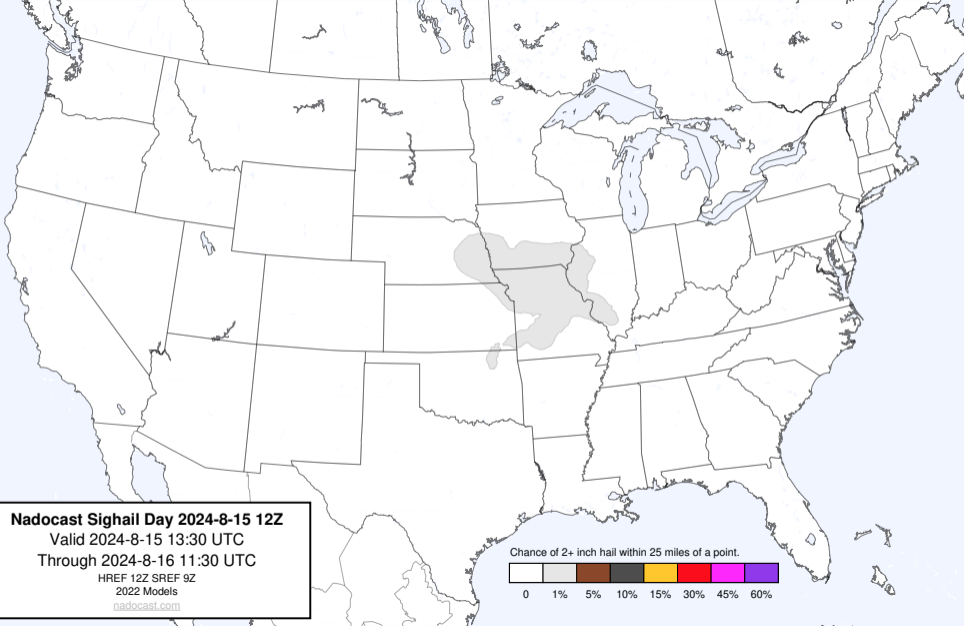 Nadocast Sighail Day 2024-8-15 12Z
Valid 2024-8-15 13:30 UTC
Through 2024-8-16 11:30 UTC
HREF 12Z SREF 9Z
2022 Models
nadocast.com
Chance of 2+ inch hail within 25 miles of a point.
0 1% 5% 10% 15% 30% 45% 60%